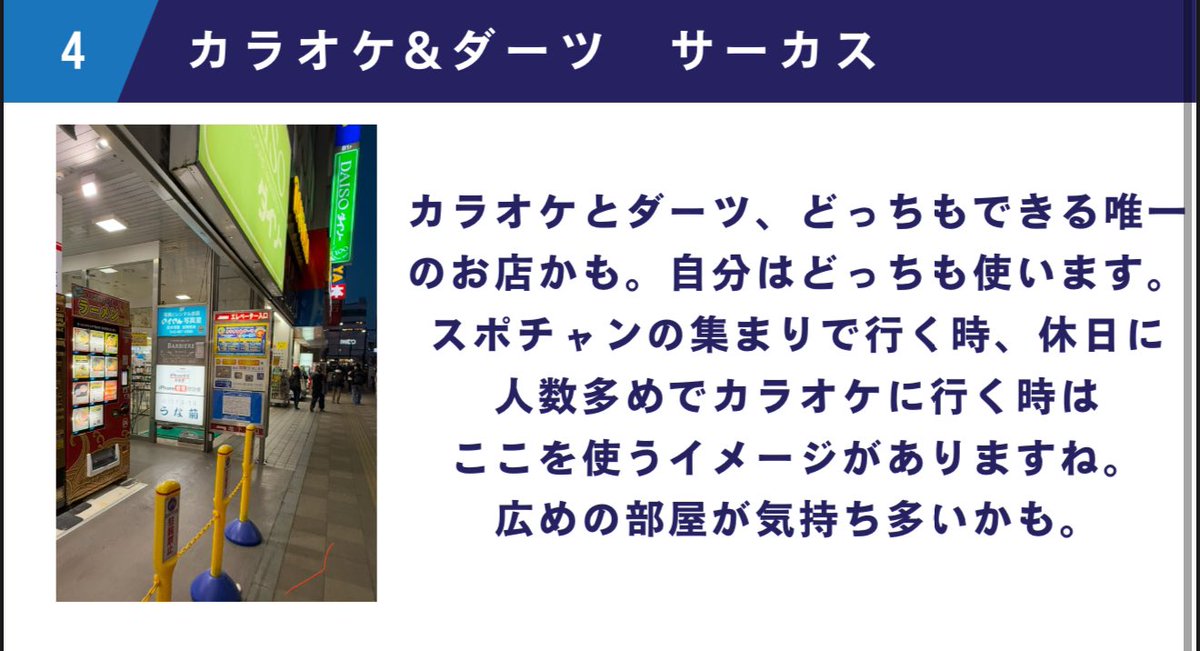 4
カラオケ&ダーツ　サーカス
カラオケとダーツ、どっちもできる唯一
のお店かも。自分はどっちも使います。
スポチャンの集まりで行く時、休日に
人数多めでカラオケに行く時は
ここを使うイメージがありますね。
広めの部屋が気持ち多いかも。
DAISO
ラーメン
エレベーター入口
BARBIERE
うな繭